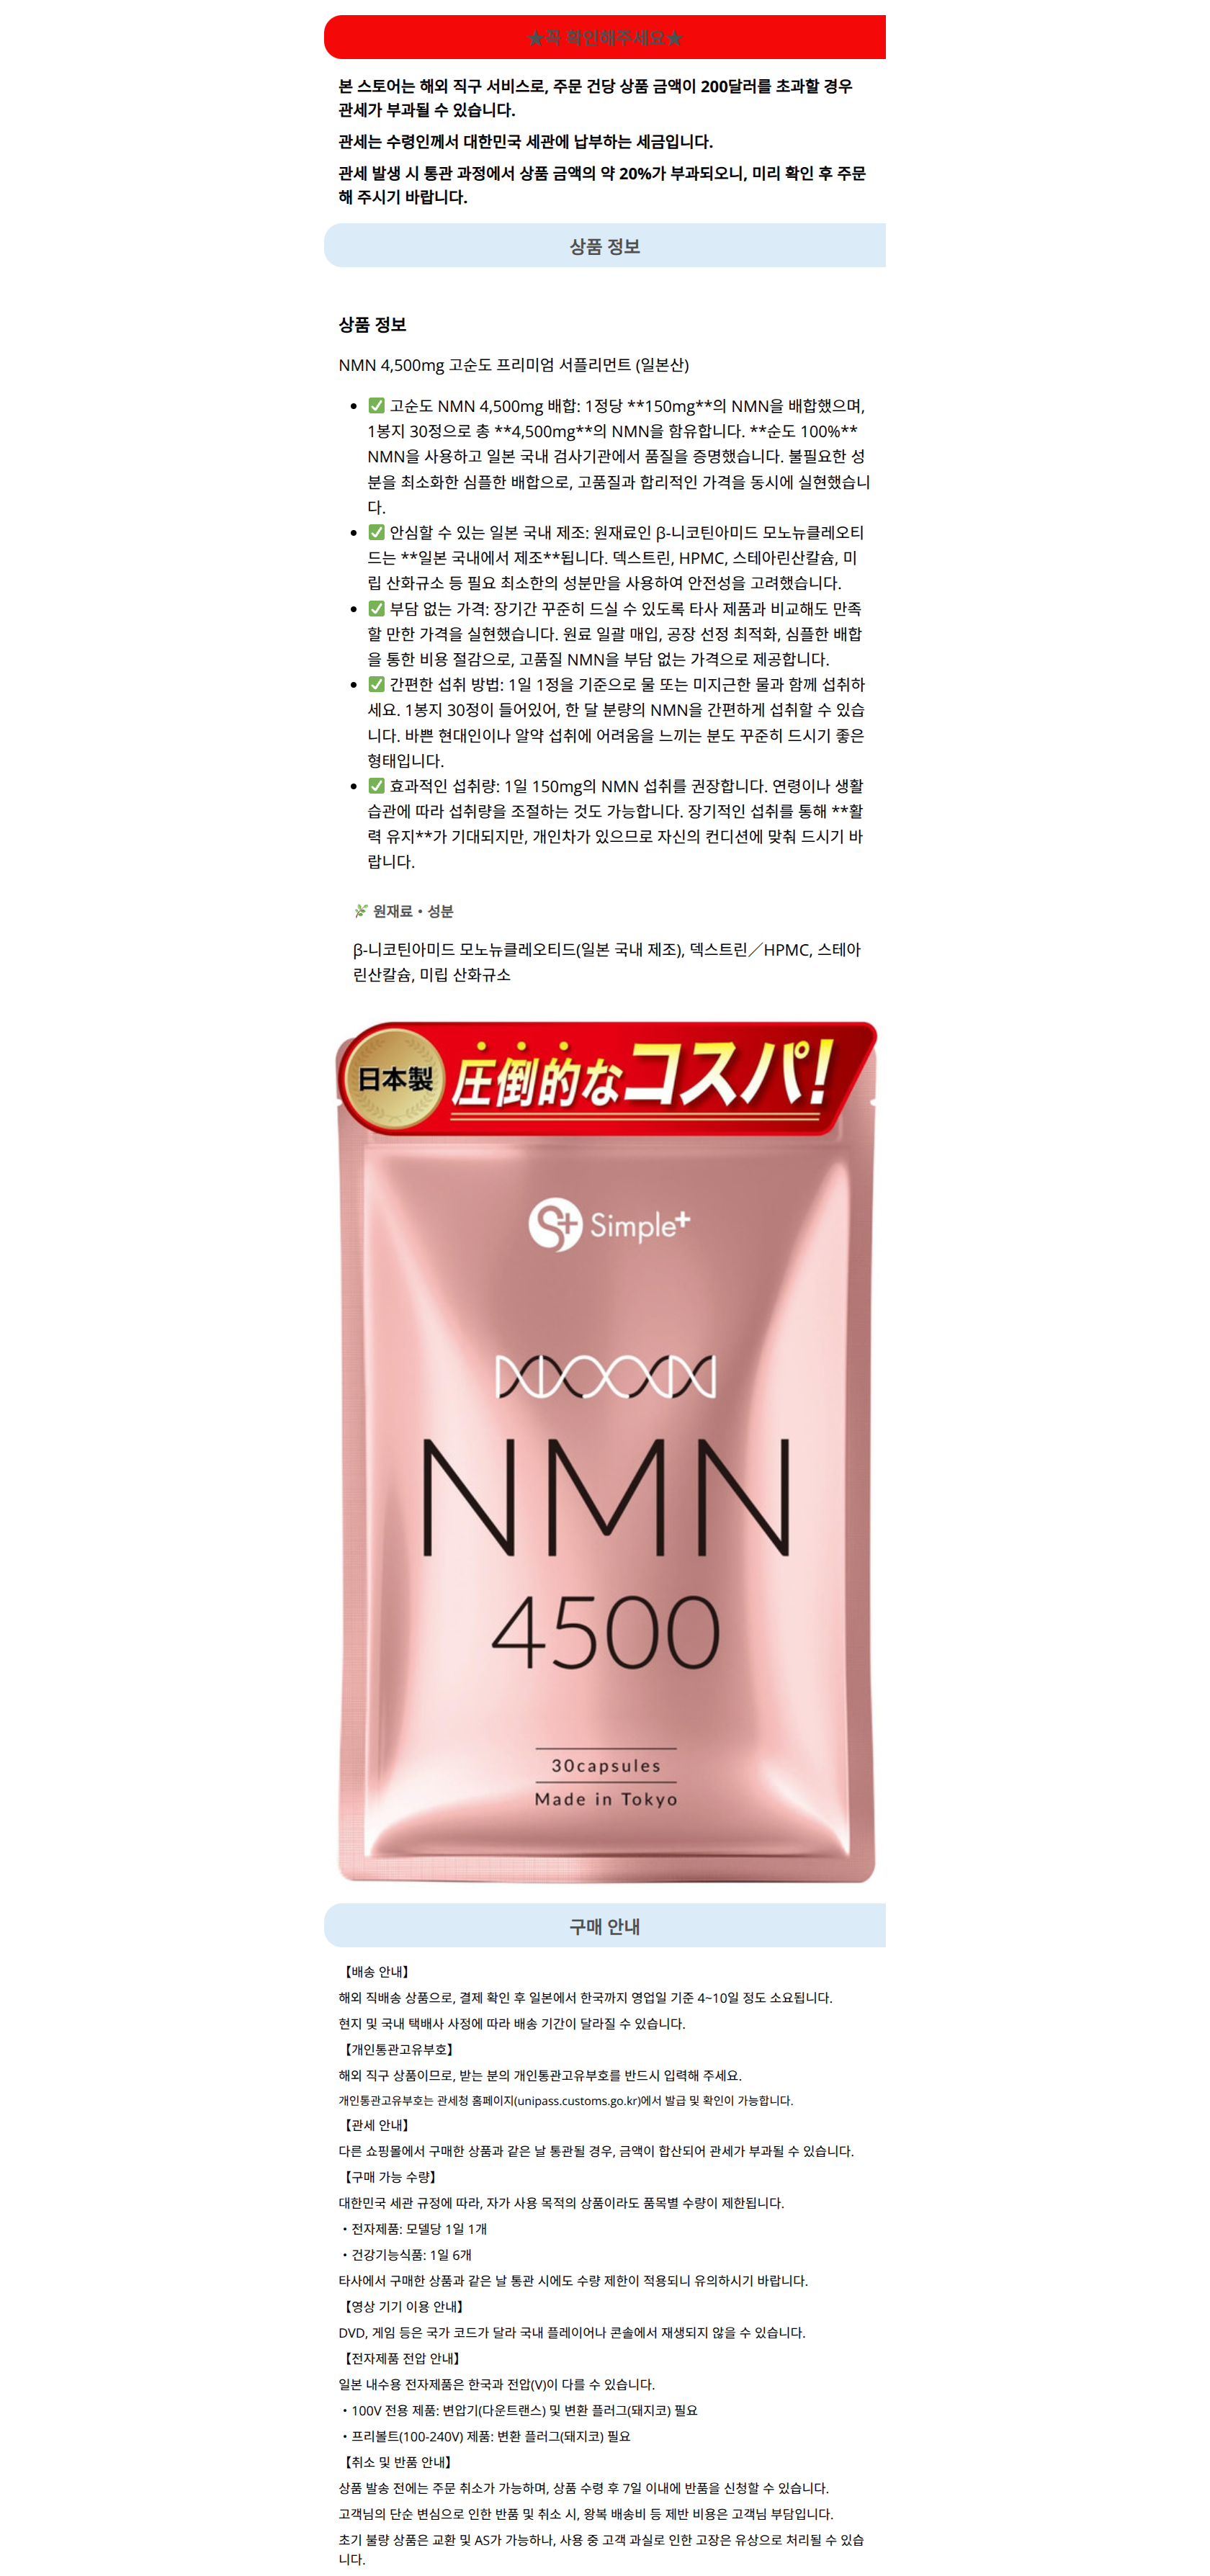 ★꼭 확인해주세요★
본 스토어는 해외 직구 서비스로, 주문 건당 상품 금액이 200달러를 초과할 경우
관세가 부과될 수 있습니다.
관세는 수령인께서 대한민국 세관에 납부하는 세금입니다.
관세 발생 시 통관 과정에서 상품 금액의 약 20%가 부과되오니, 미리 확인 후 주문
해 주시기 바랍니다.
상품 정보
상품 정보
NMN 4,500mg 고순도 프리미엄 서플리먼트 (일본산)
• ✅ 고순도 NMN 4,500mg 배합: 1정당 **150mg**의 NMN을 배합했으며,
1봉지 30정으로 총 **4,500mg**의 NMN을 함유합니다. **순도 100%**
NMN을 사용하고 일본 국내 검사기관에서 품질을 증명했습니다. 불필요한 성
분을 최소화한 심플한 배합으로, 고품질과 합리적인 가격을 동시에 실현했습니
다.
• ✅ 안심할 수 있는 일본 국내 제조: 원재료인 β-니코틴아미드 모노뉴클레오티
드는 **일본 국내에서 제조**됩니다. 덱스트린, HPMC, 스테아린산칼슘, 미
립 산화규소 등 필요 최소한의 성분만을 사용하여 안전성을 고려했습니다.
• ✅ 부담 없는 가격: 장기간 꾸준히 드실 수 있도록 타사 제품과 비교해도 만족
할 만한 가격을 실현했습니다. 원료 일괄 매입, 공장 선정 최적화, 심플한 배합
을 통한 비용 절감으로, 고품질 NMN을 부담 없는 가격으로 제공합니다.
• ✅ 간편한 섭취 방법: 1일 1정을 기준으로 물 또는 미지근한 물과 함께 섭취하
세요. 1봉지 30정이 들어있어, 한 달 분량의 NMN을 간편하게 섭취할 수 있습
니다. 바쁜 현대인이나 알약 섭취에 어려움을 느끼는 분도 꾸준히 드시기 좋은
형태입니다.
• ✅ 효과적인 섭취량: 1일 150mg의 NMN 섭취를 권장합니다. 연령이나 생활
습관에 따라 섭취량을 조절하는 것도 가능합니다. 장기적인 섭취를 통해 **활
력 유지**가 기대되지만, 개인차가 있으므로 자신의 컨디션에 맞춰 드시기 바
랍니다.
🌿 원재료・성분
β-니코틴아미드 모노뉴클레오티드(일본 국내 제조), 덱스트린／HPMC, 스테아
린산칼슘, 미립 산화규소
日本製 圧倒的なコスパ!
S+ Simple+
NMN
4500
30capsules
Made in Tokyo
구매 안내
【배송 안내】
해외 직배송 상품으로, 결제 확인 후 일본에서 한국까지 영업일 기준 4~10일 정도 소요됩니다.
현지 및 국내 택배사 사정에 따라 배송 기간이 달라질 수 있습니다.
【개인통관고유부호】
해외 직구 상품이므로, 받는 분의 개인통관고유부호를 반드시 입력해 주세요.
개인통관고유부호는 관세청 홈페이지(unipass.customs.go.kr)에서 발급 및 확인이 가능합니다.
【관세 안내】
다른 쇼핑몰에서 구매한 상품과 같은 날 통관될 경우, 금액이 합산되어 관세가 부과될 수 있습니다.
【구매 가능 수량】
대한민국 세관 규정에 따라, 자가 사용 목적의 상품이라도 품목별 수량이 제한됩니다.
・전자제품: 모델당 1일 1개
・건강기능식품: 1일 6개
타사에서 구매한 상품과 같은 날 통관 시에도 수량 제한이 적용되니 유의하시기 바랍니다.
【영상 기기 이용 안내】
DVD, 게임 등은 국가 코드가 달라 국내 플레이어나 콘솔에서 재생되지 않을 수 있습니다.
【전자제품 전압 안내】
일본 내수용 전자제품은 한국과 전압(V)이 다를 수 있습니다.
・100V 전용 제품: 변압기(다운트랜스) 및 변환 플러그(돼지코) 필요
・프리볼트(100-240V) 제품: 변환 플러그(돼지코) 필요
【취소 및 반품 안내】
상품 발송 전에는 주문 취소가 가능하며, 상품 수령 후 7일 이내에 반품을 신청할 수 있습니다.
고객님의 단순 변심으로 인한 반품 및 취소 시, 왕복 배송비 등 제반 비용은 고객님 부담입니다.
초기 불량 상품은 교환 및 AS가 가능하나, 사용 중 고객 과실로 인한 고장은 유상으로 처리될 수 있습
니다.